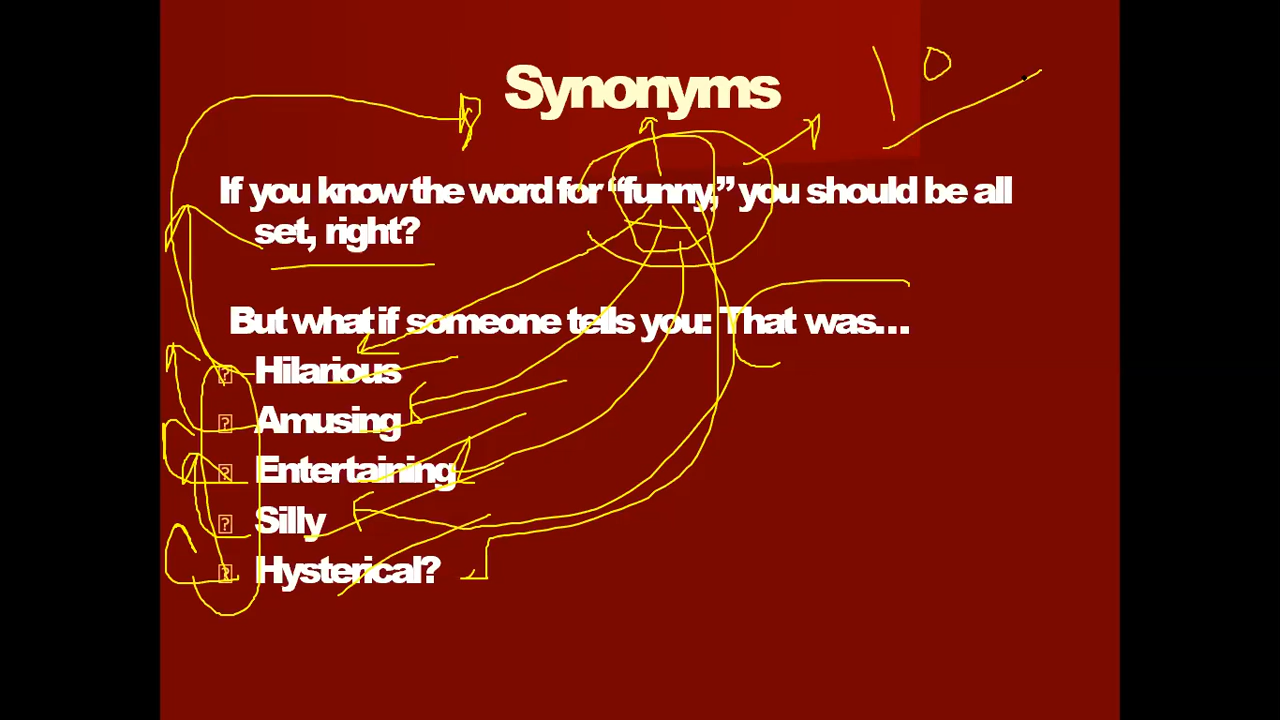 Synonyms
10
If you know the word for “funny,” you should be all
set, right?
But what if someone tells you: That was…
Hilarious
Amusing
Entertaining
Silly
Hysterical?